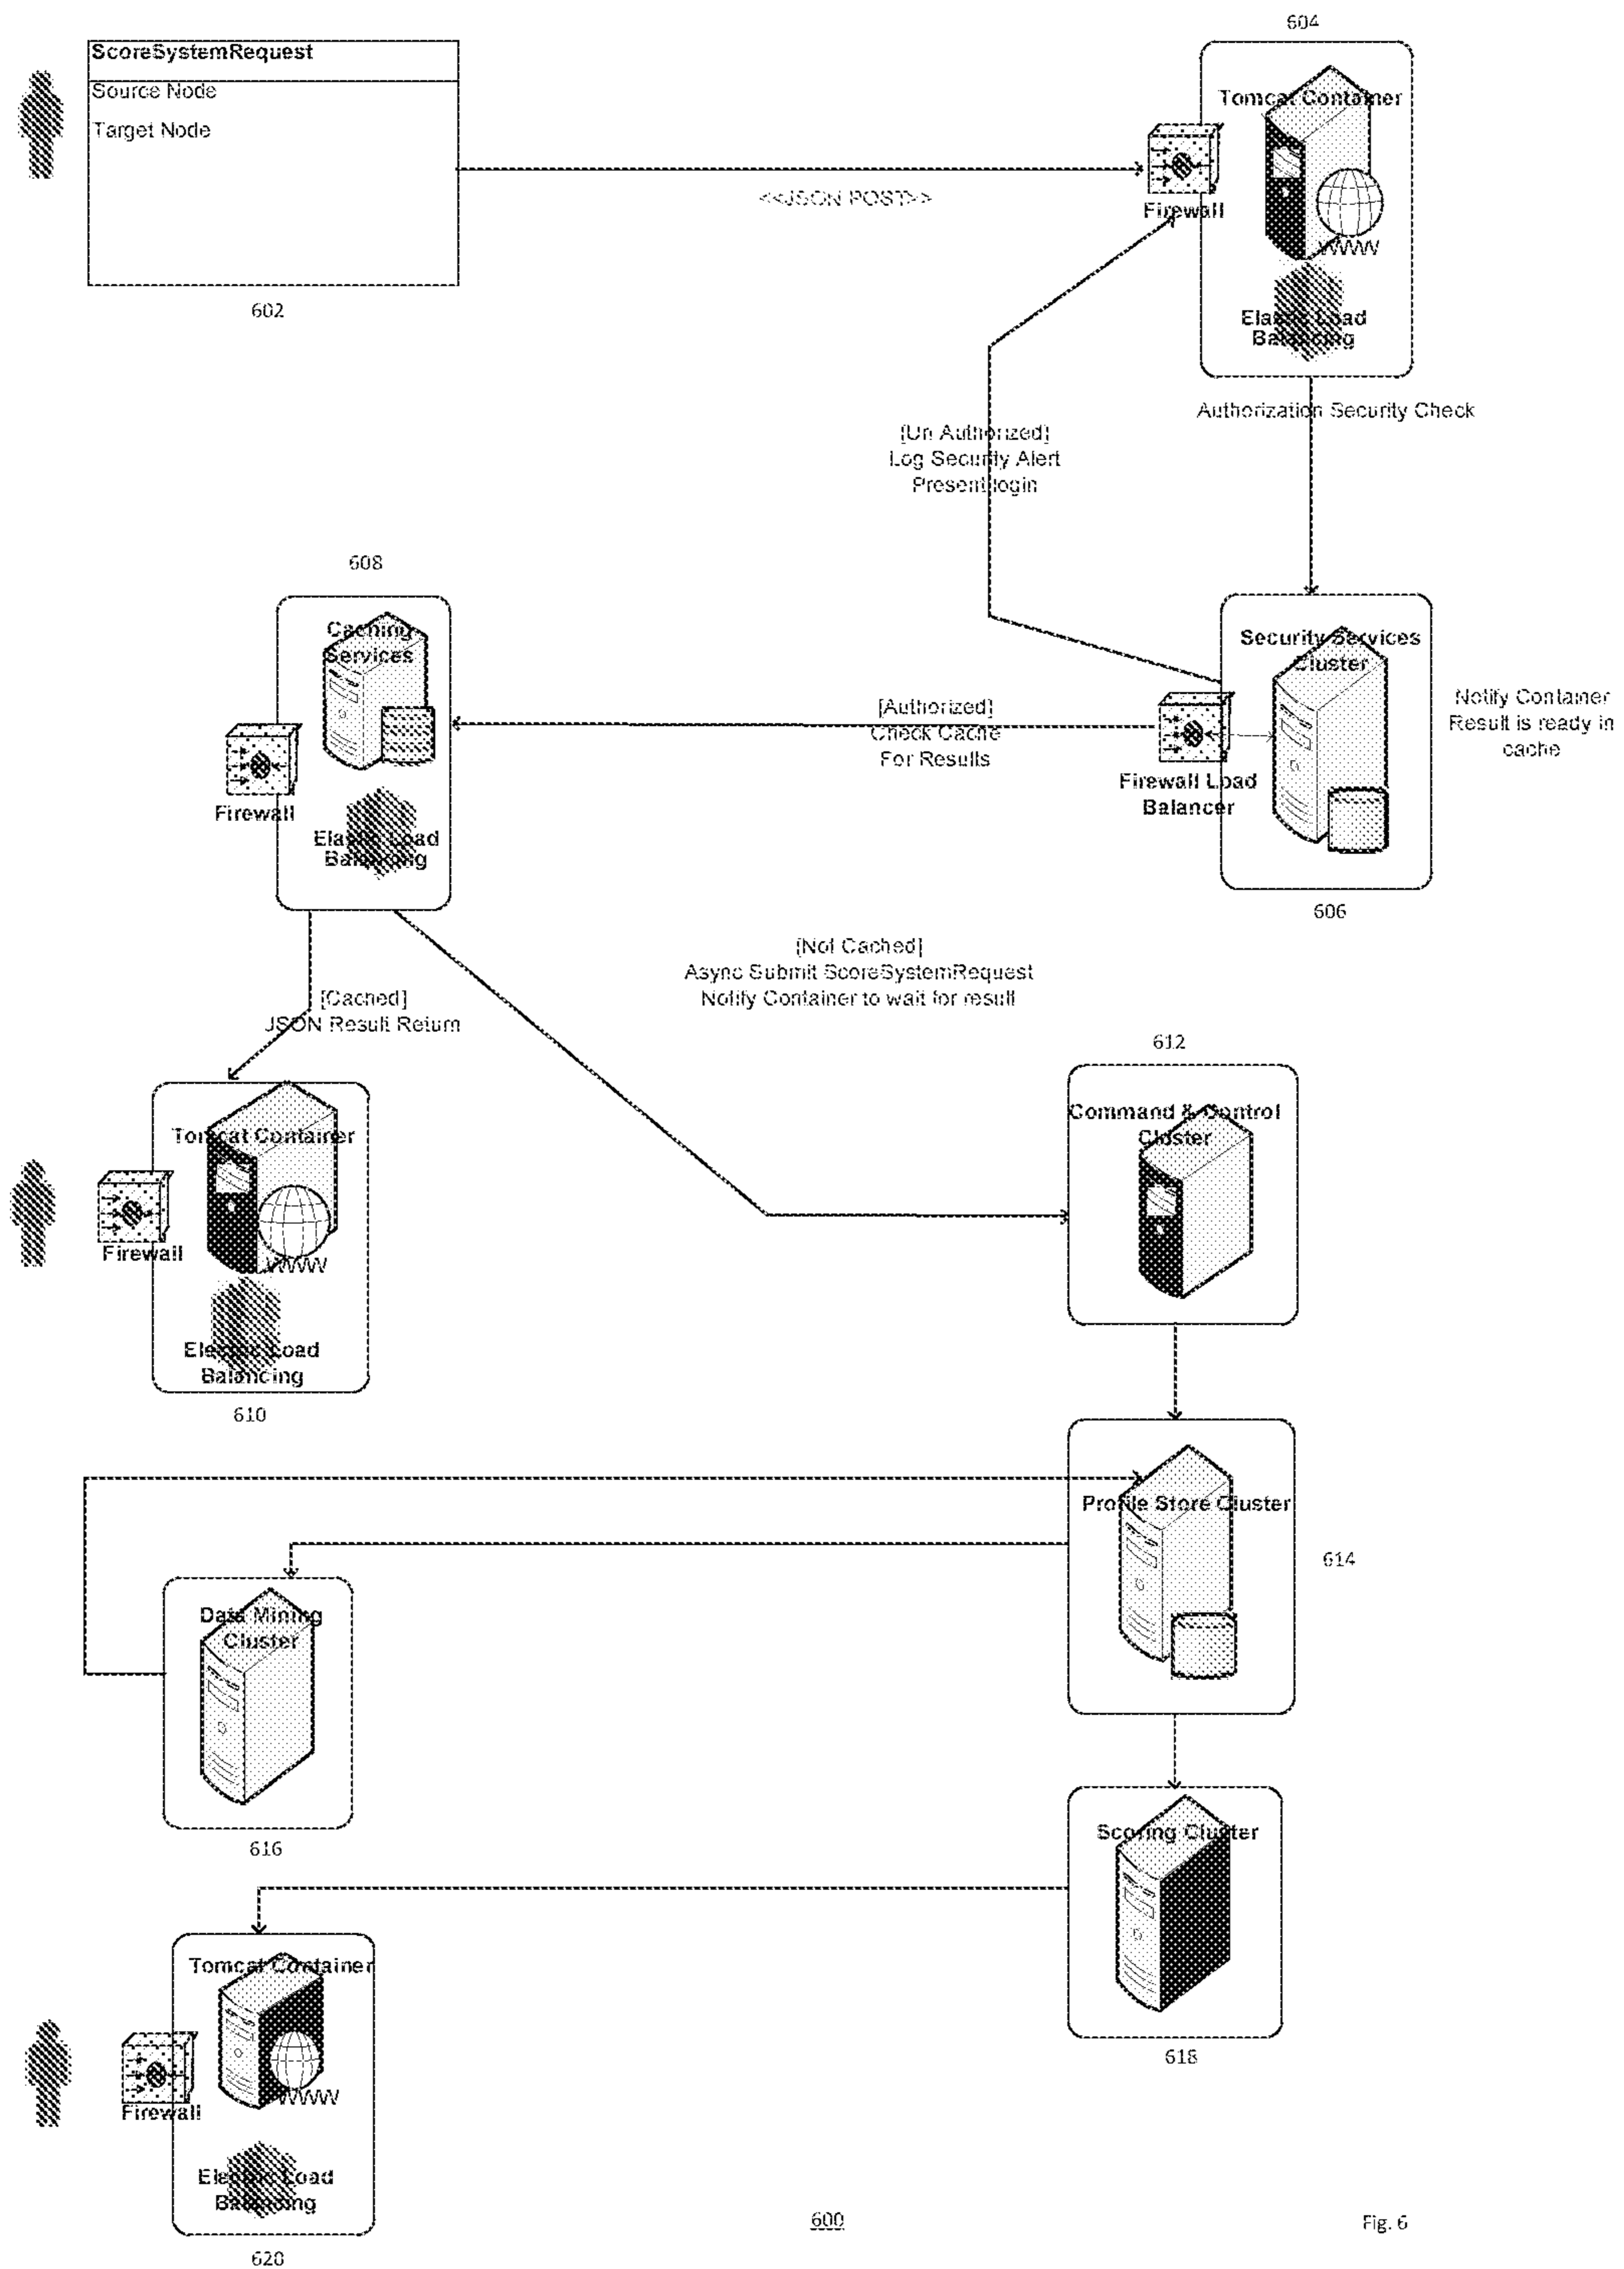 604
ScoreSystemRequest
Source Node
Target Node
Tomcat Container
<<JSON POST>>
Firewall
WWW
602
Elastic Load
Balancing
Authorization Security Check
[Un Authorized]
Log Security Alert
Present login
608
Caching
Services
Security Services
Cluster
Notify Container
Result is ready in
cache
[Authorized]
Check Cache
For Results
Firewall
Firewall Load
Balancer
Elastic Load
Balancing
606
[Not Cached]
Async Submit ScoreSystemRequest
Notify Container to wait for result
[Cached]
JSON Result Return
612
Command & Control
Cluster
Tomcat Container
Firewall
WWW
Electric Load
Balancing
610
Profile Store Cluster
614
Data Mining
Cluster
616
Scoring Cluster
618
Tomcat Container
WWW
Firewall
Electric Load
Balancing
620
600
Fig. 6